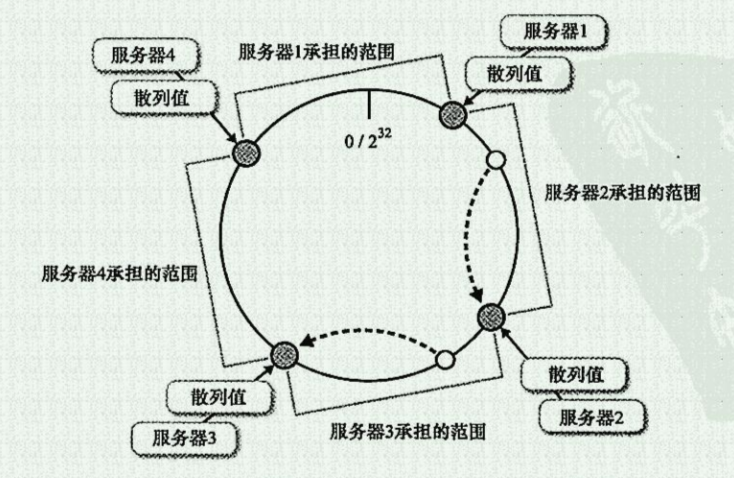 服务器1
服务器4
服务器1承担的范围
散列值
散列值
0 / 2³²
服务器2承担的范围
服务器4承担的范围
散列值
散列值
服务器2
服务器3承担的范围
服务器3